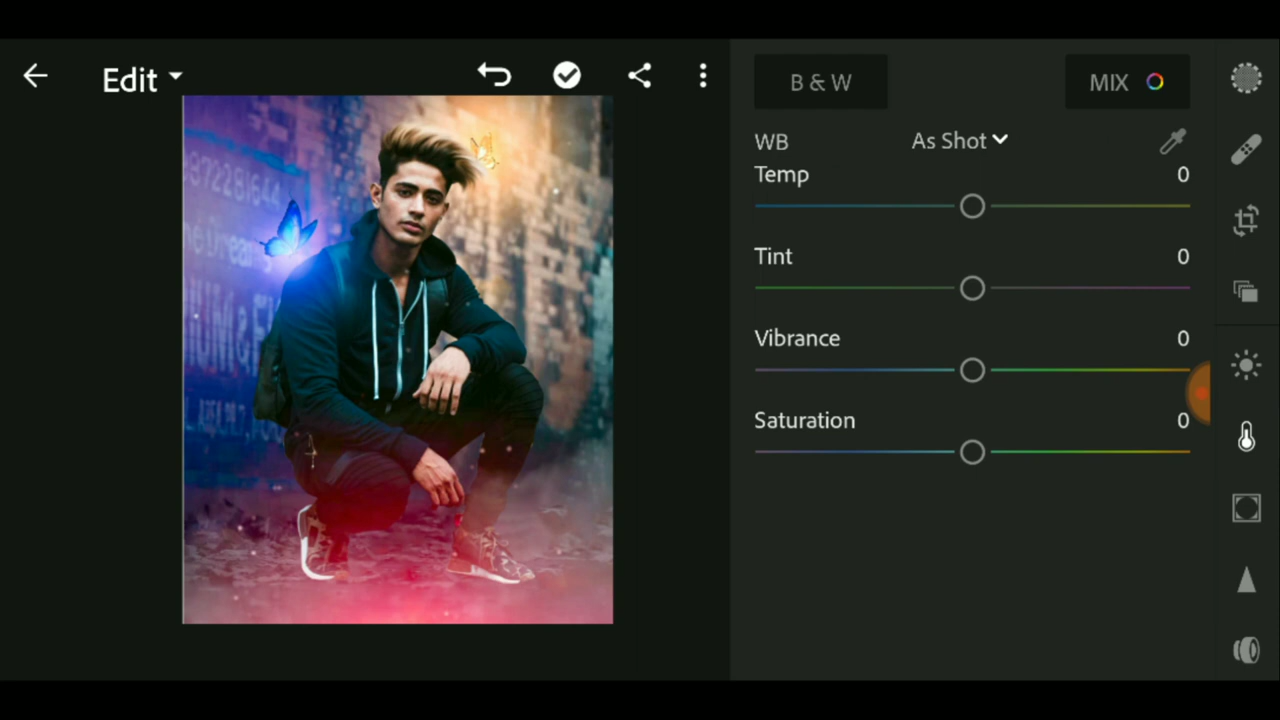 Edit
B & W
MIX
WB
As Shot
Temp
0
Tint
0
Vibrance
0
Saturation
0